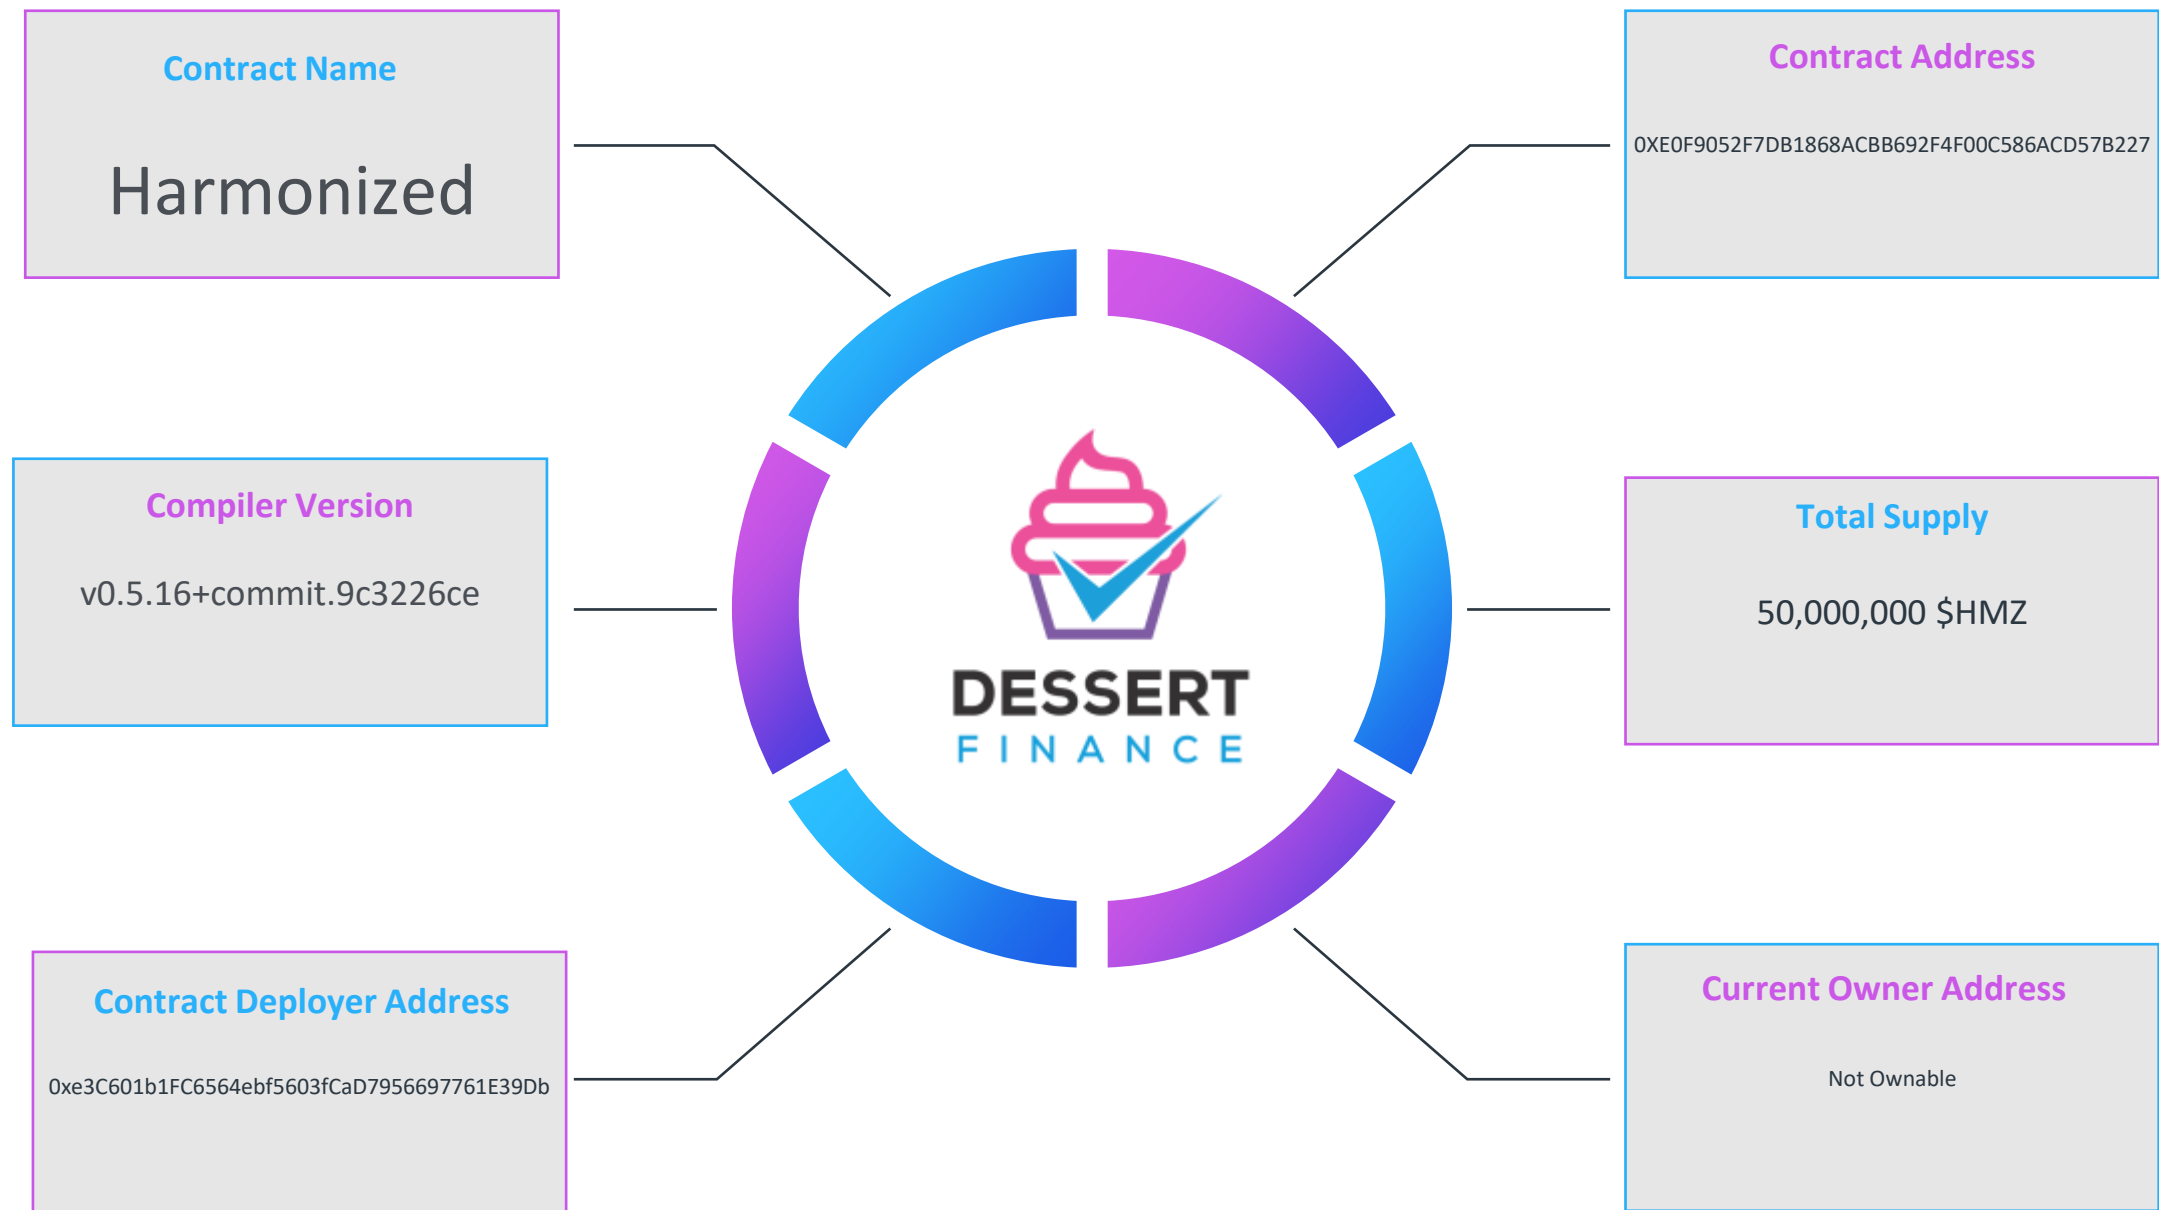 Contract Name
Harmonized
Contract Address
0XE0F9052F7DB1868ACBB692F4F00C586ACD57B227
Compiler Version
v0.5.16+commit.9c3226ce
Total Supply
50,000,000 $HMZ
DESSERT
FINANCE
Contract Deployer Address
0xe3C601b1FC6564ebf5603fCaD7956697761E39Db
Current Owner Address
Not Ownable